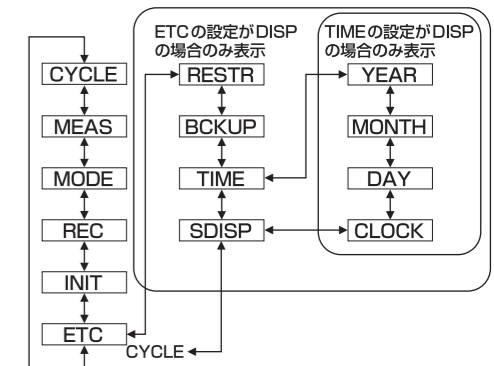 ETCの設定がDISP
の場合のみ表示
TIMEの設定がDISP
の場合のみ表示
CYCLE
MEAS
MODE
REC
INIT
ETC
RESTR
BCKUP
TIME
SDISP
YEAR
MONTH
DAY
CLOCK
CYCLE